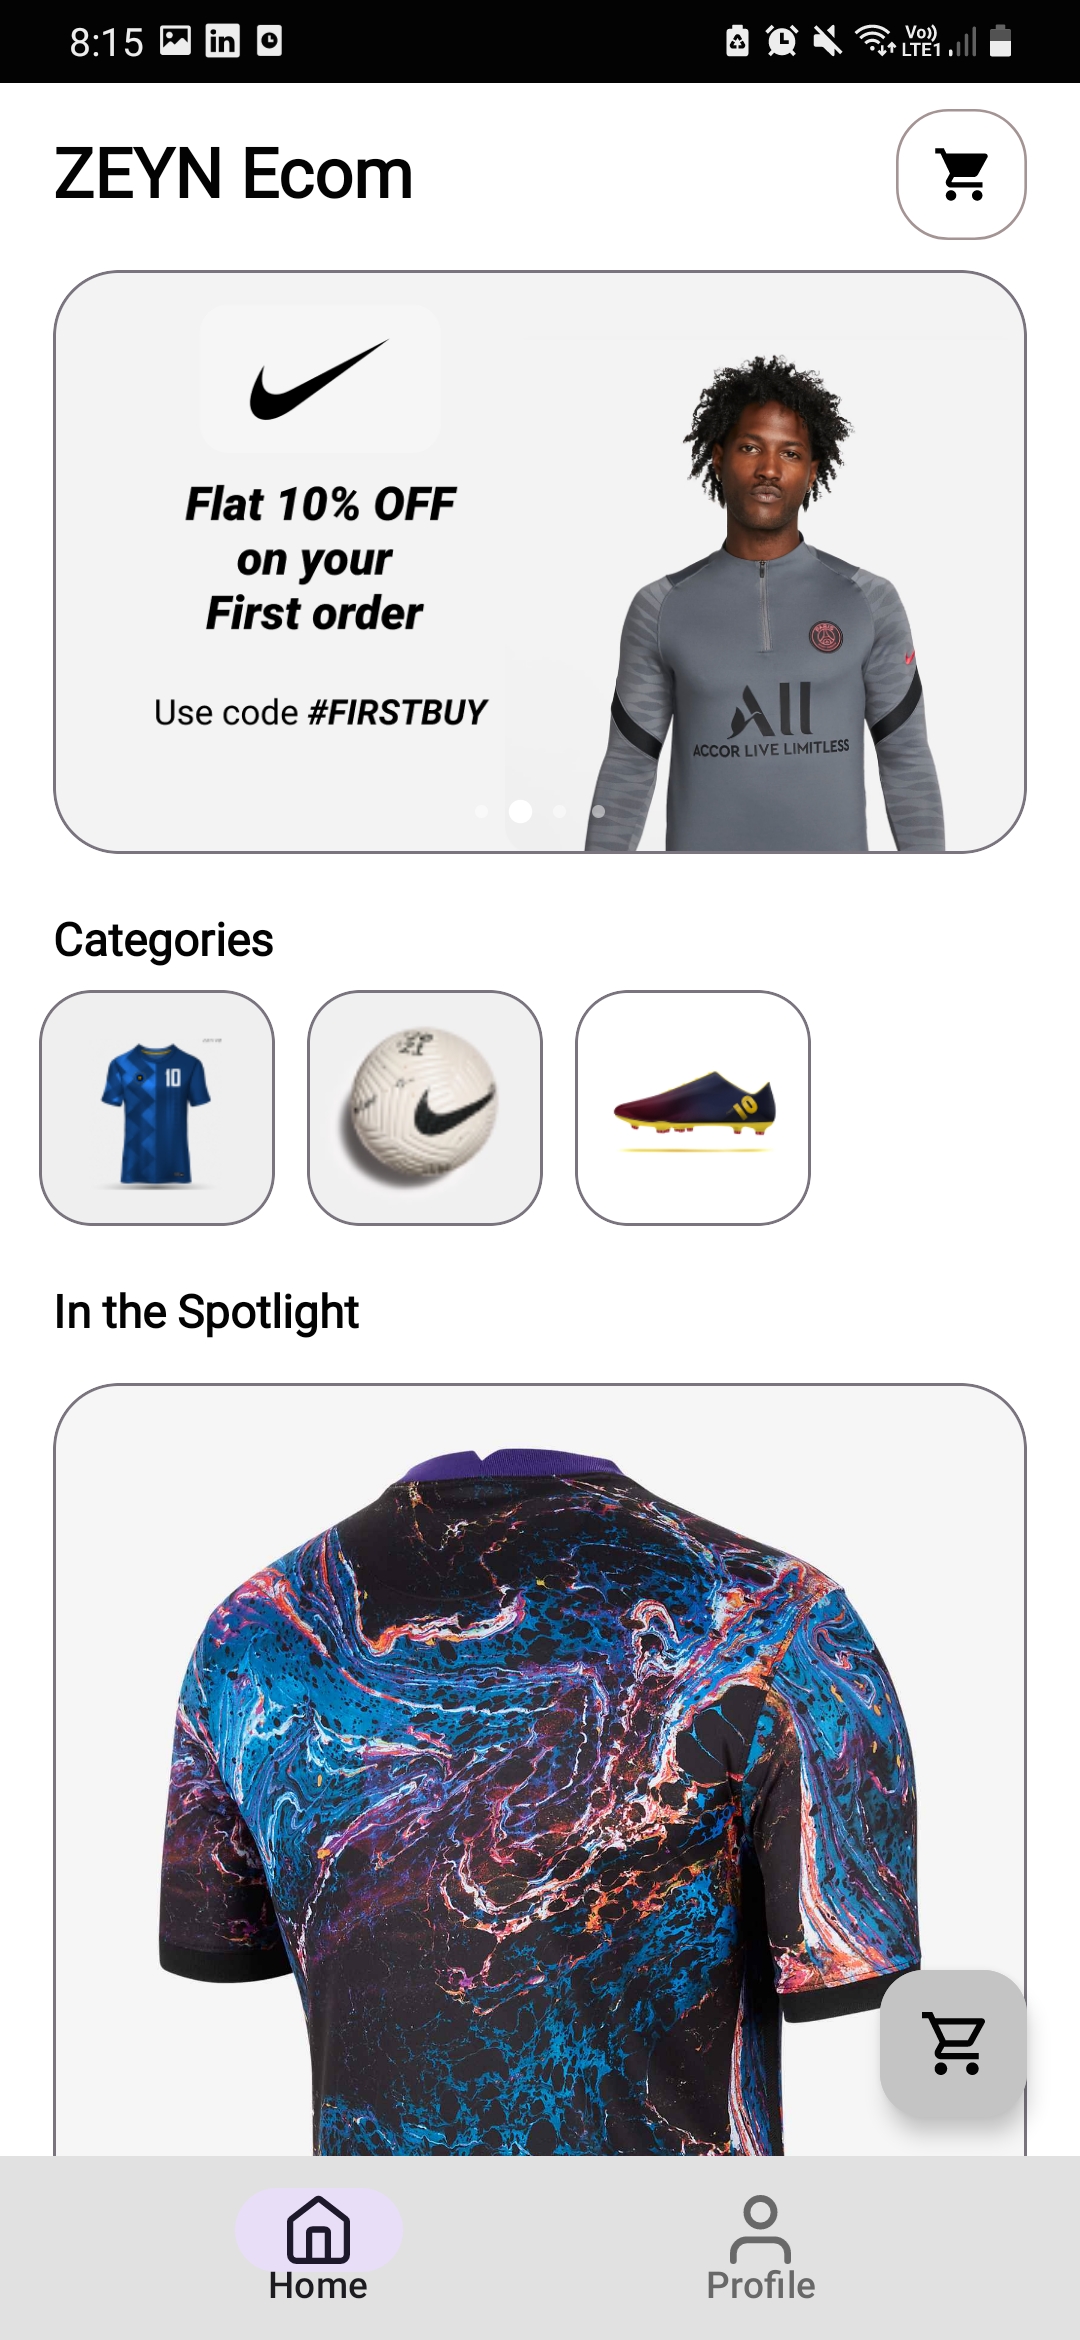 8:15
Vo))
LTE1
ZEYN Ecom
Flat 10% OFF
on your
First order
Use code #FIRSTBUY
PARIS
All
ACCOR LIVE LIMITLESS
Categories
10
10
In the Spotlight
Home
Profile